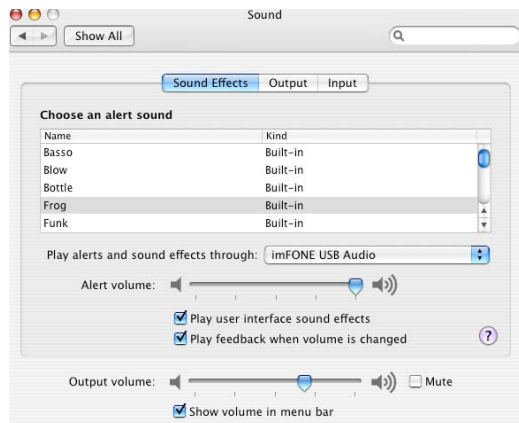 Sound
Show All
Sound Effects Output Input
Choose an alert sound
Name Kind
Basso Built-in
Blow Built-in
Bottle Built-in
Frog Built-in
Funk Built-in
Play alerts and sound effects through: imFONE USB Audio
Alert volume:
Play user interface sound effects
Play feedback when volume is changed
?
Output volume: Mute
Show volume in menu bar